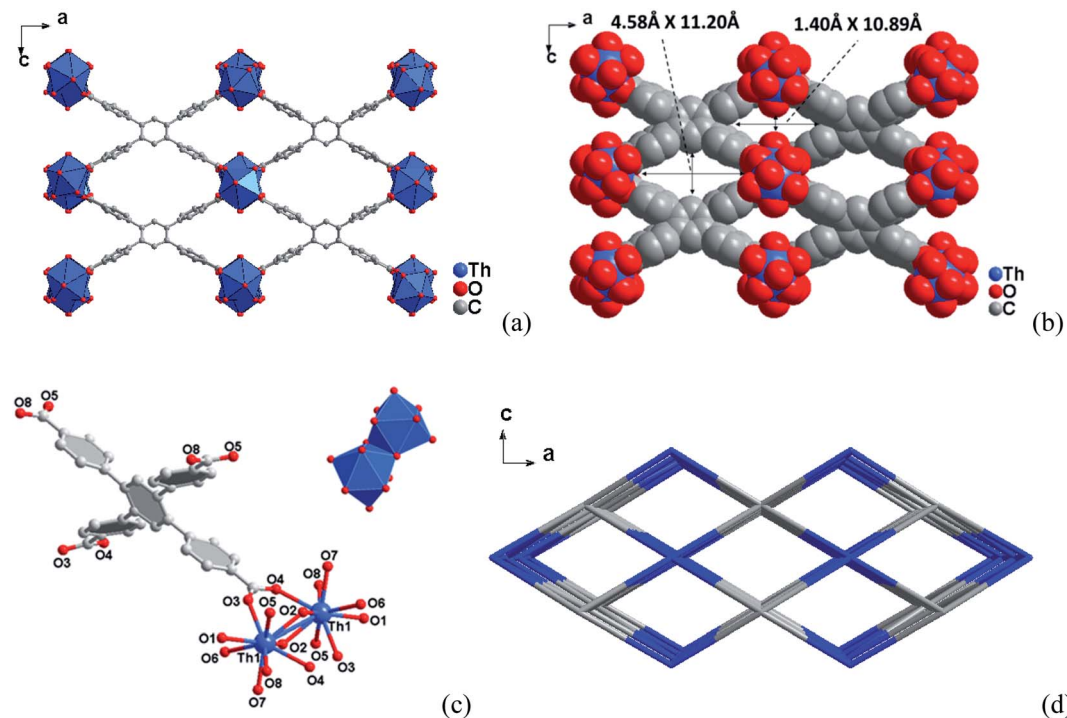 a
c
Th
O
C
(a)
4.58Å X 11.20Å 1.40Å X 10.89Å
a
c
Th
O
C
(b)
O5
O8
O8 O5
O3 O4
O7
O4 O8
O3 O5 O2 O6
O1
Th1
O1 O2 O5 O3
O6 Th1
O8 O4
O7
(c)
c
a
(d)